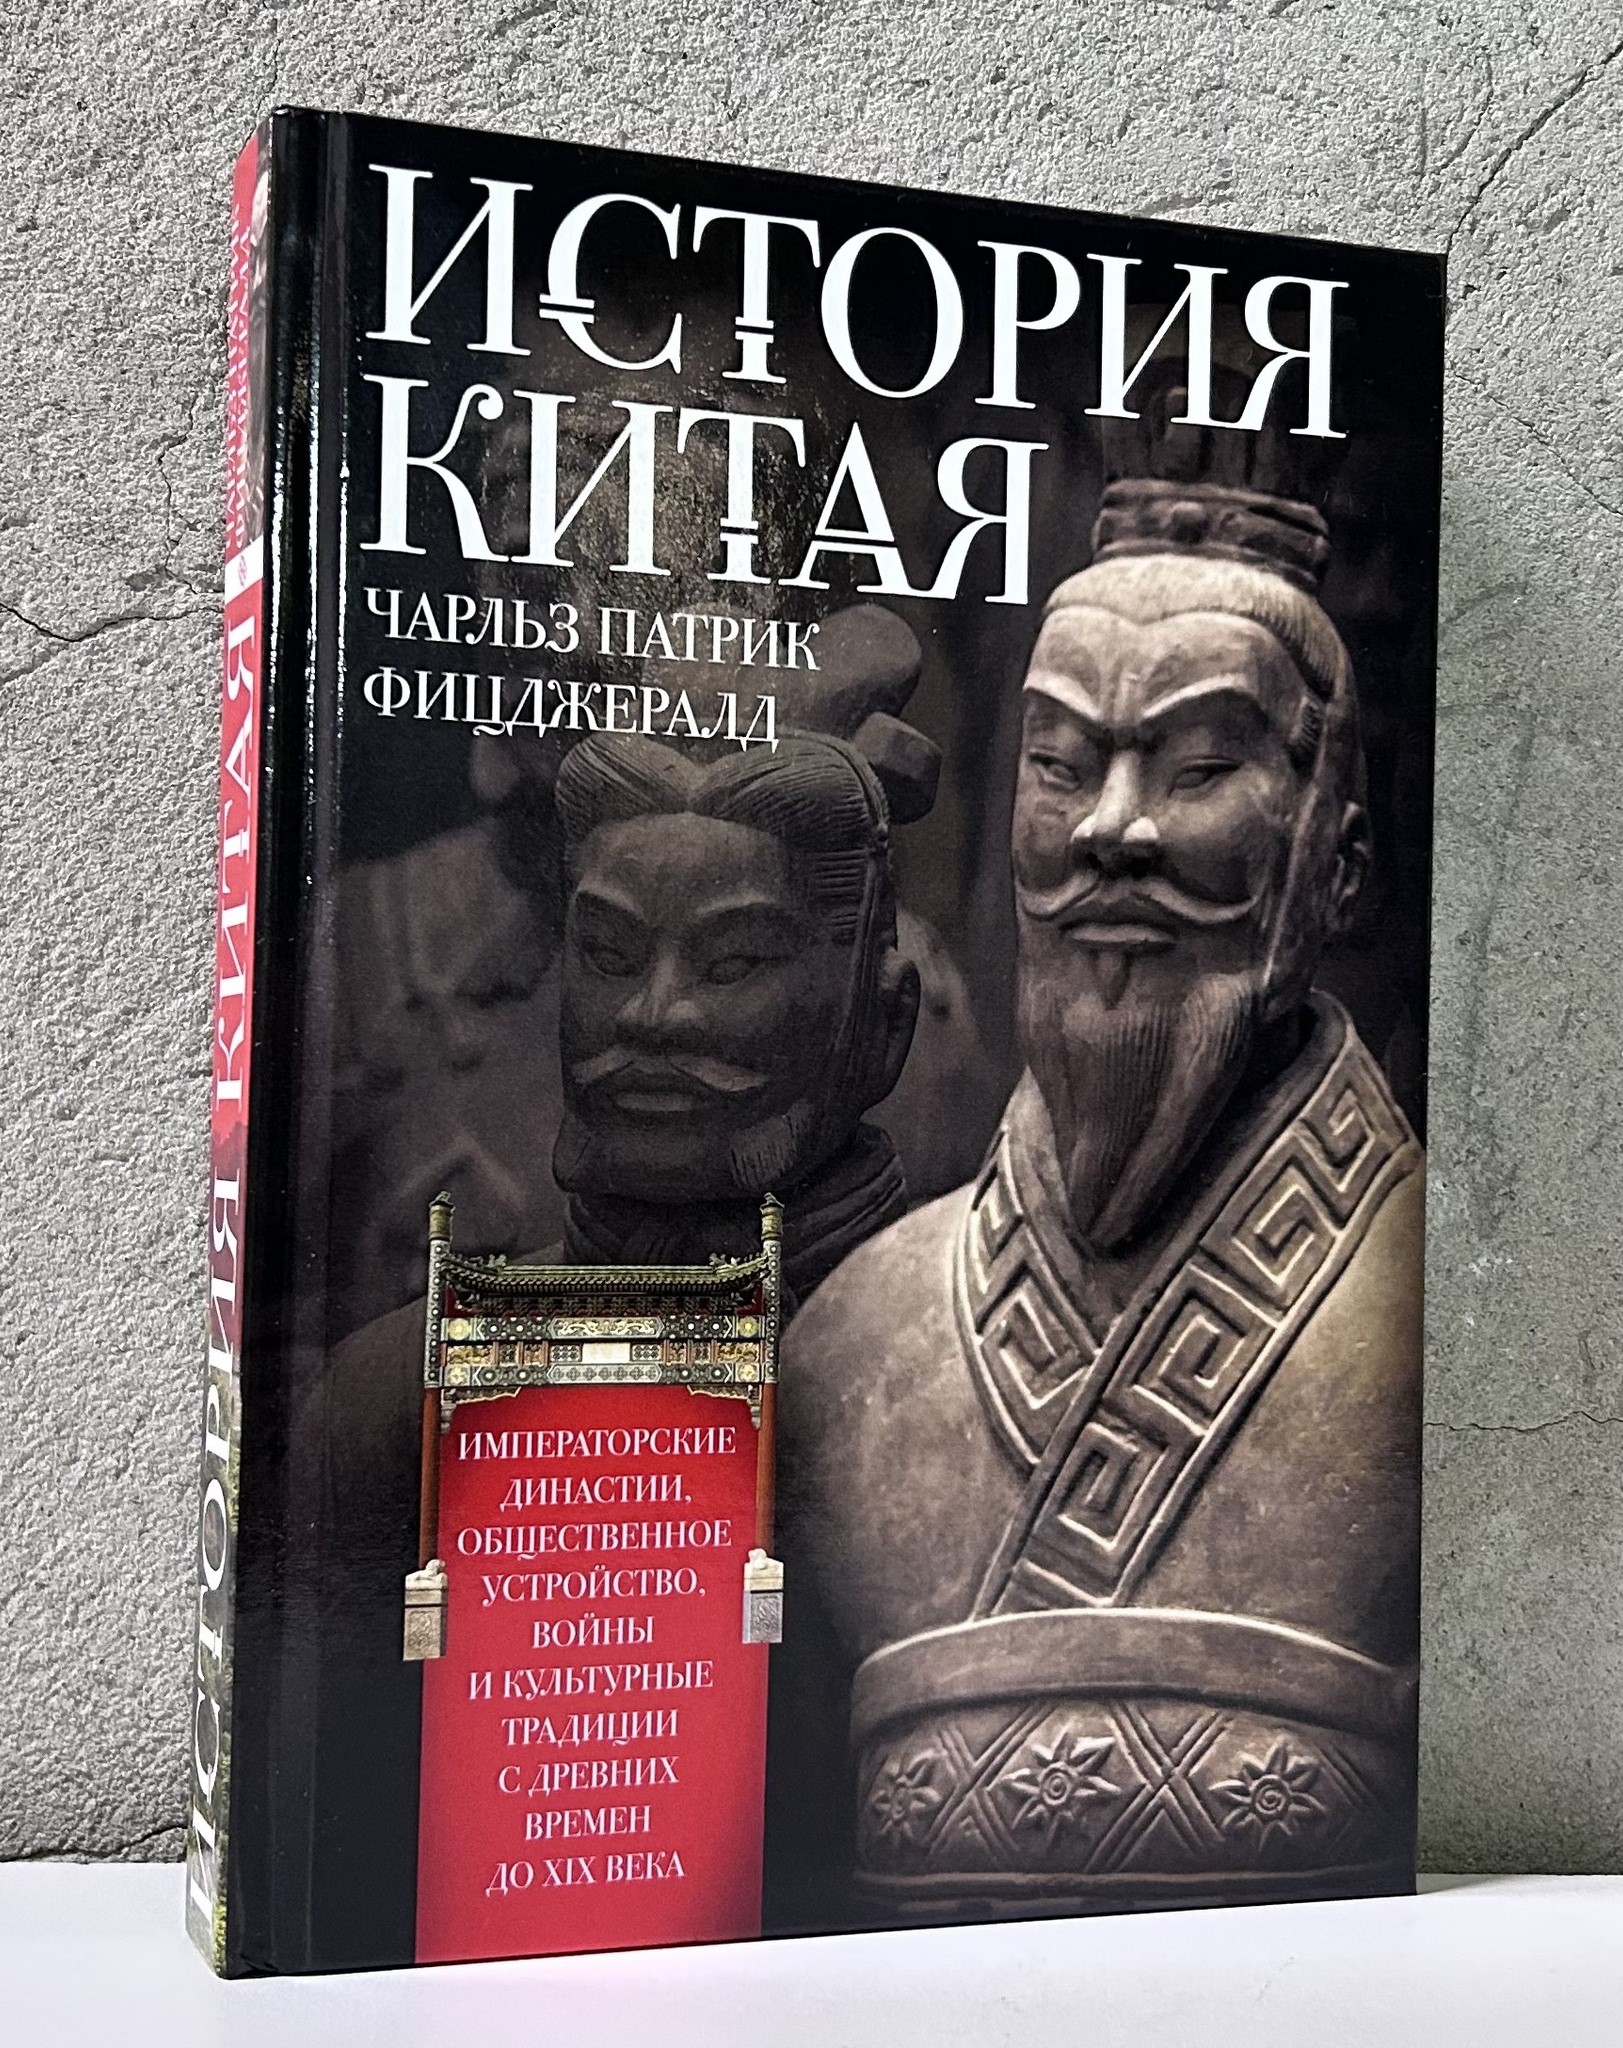 ИСТОРИЯ
КИТАЯ
ЧАРЛЬЗ ПАТРИК
ФИЦДЖЕРАЛД
ИМПЕРАТОРСКИЕ
ДИНАСТИИ,
ОБЩЕСТВЕННОЕ
УСТРОЙСТВО,
ВОЙНЫ
И КУЛЬТУРНЫЕ
ТРАДИЦИИ
С ДРЕВНИХ
ВРЕМЕН
ДО XIX ВЕКА
ИСТОРИЯ КИТАЯ